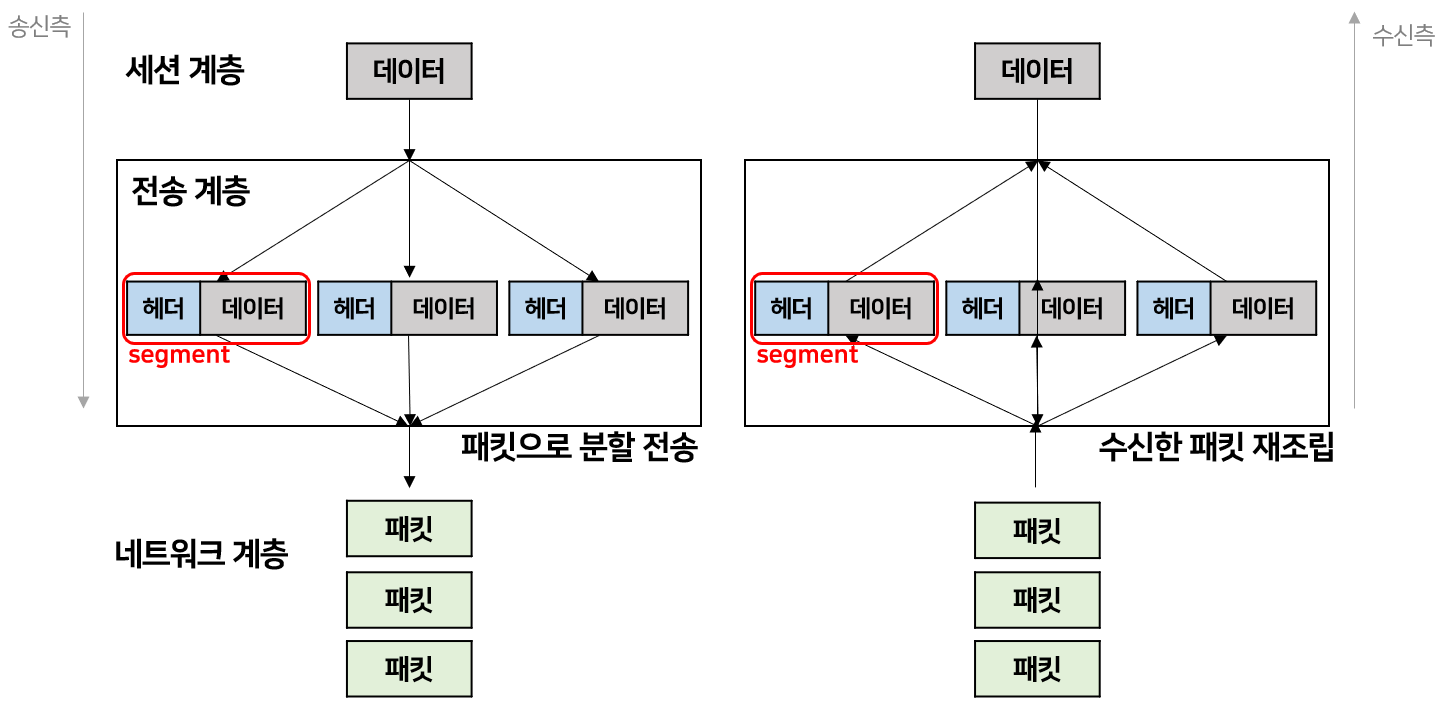 송신측
수신측
세션 계층
데이터
데이터
전송 계층
헤더
데이터
헤더
데이터
헤더
데이터
segment
헤더
데이터
헤더
데이터
헤더
데이터
segment
패킷으로 분할 전송
수신한 패킷 재조립
네트워크 계층
패킷
패킷
패킷
패킷
패킷
패킷